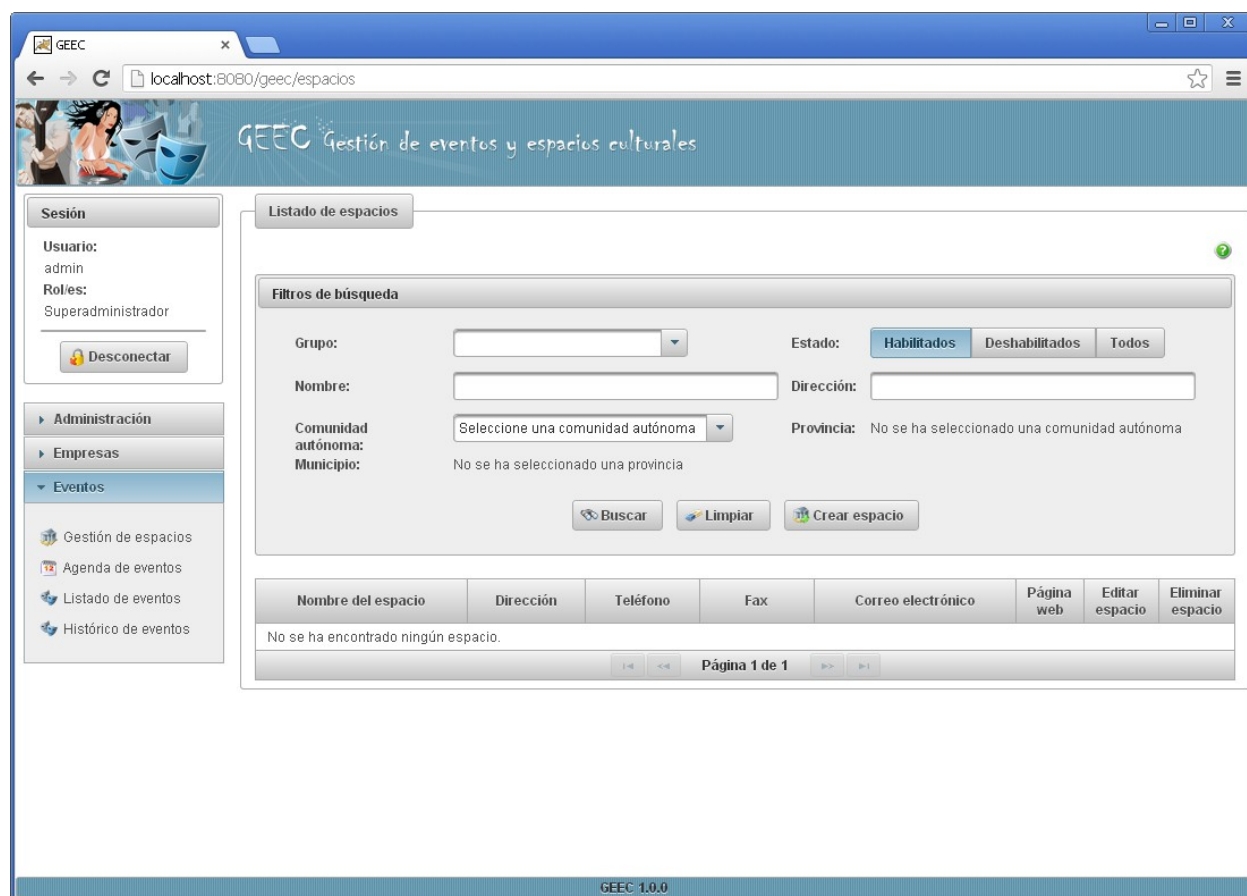 GEEC
localhost:8080/geec/espacios
GEEC Gestión de eventos y espacios culturales
Sesión
Usuario:
admin
Rol/es:
Superadministrador
Desconectar
Administración
Empresas
Eventos
Gestión de espacios
12
Agenda de eventos
Listado de eventos
Histórico de eventos
Listado de espacios
?
Filtros de búsqueda
Grupo:
Estado: Habilitados Deshabilitados Todos
Nombre:
Dirección:
Comunidad
autónoma:
Seleccione una comunidad autónoma
Provincia: No se ha seleccionado una comunidad autónoma
Municipio: No se ha seleccionado una provincia
Buscar Limpiar Crear espacio
Nombre del espacio Dirección Teléfono Fax Correo electrónico Página web Editar espacio Eliminar espacio
No se ha encontrado ningún espacio.
Página 1 de 1
GEEC 1.0.0